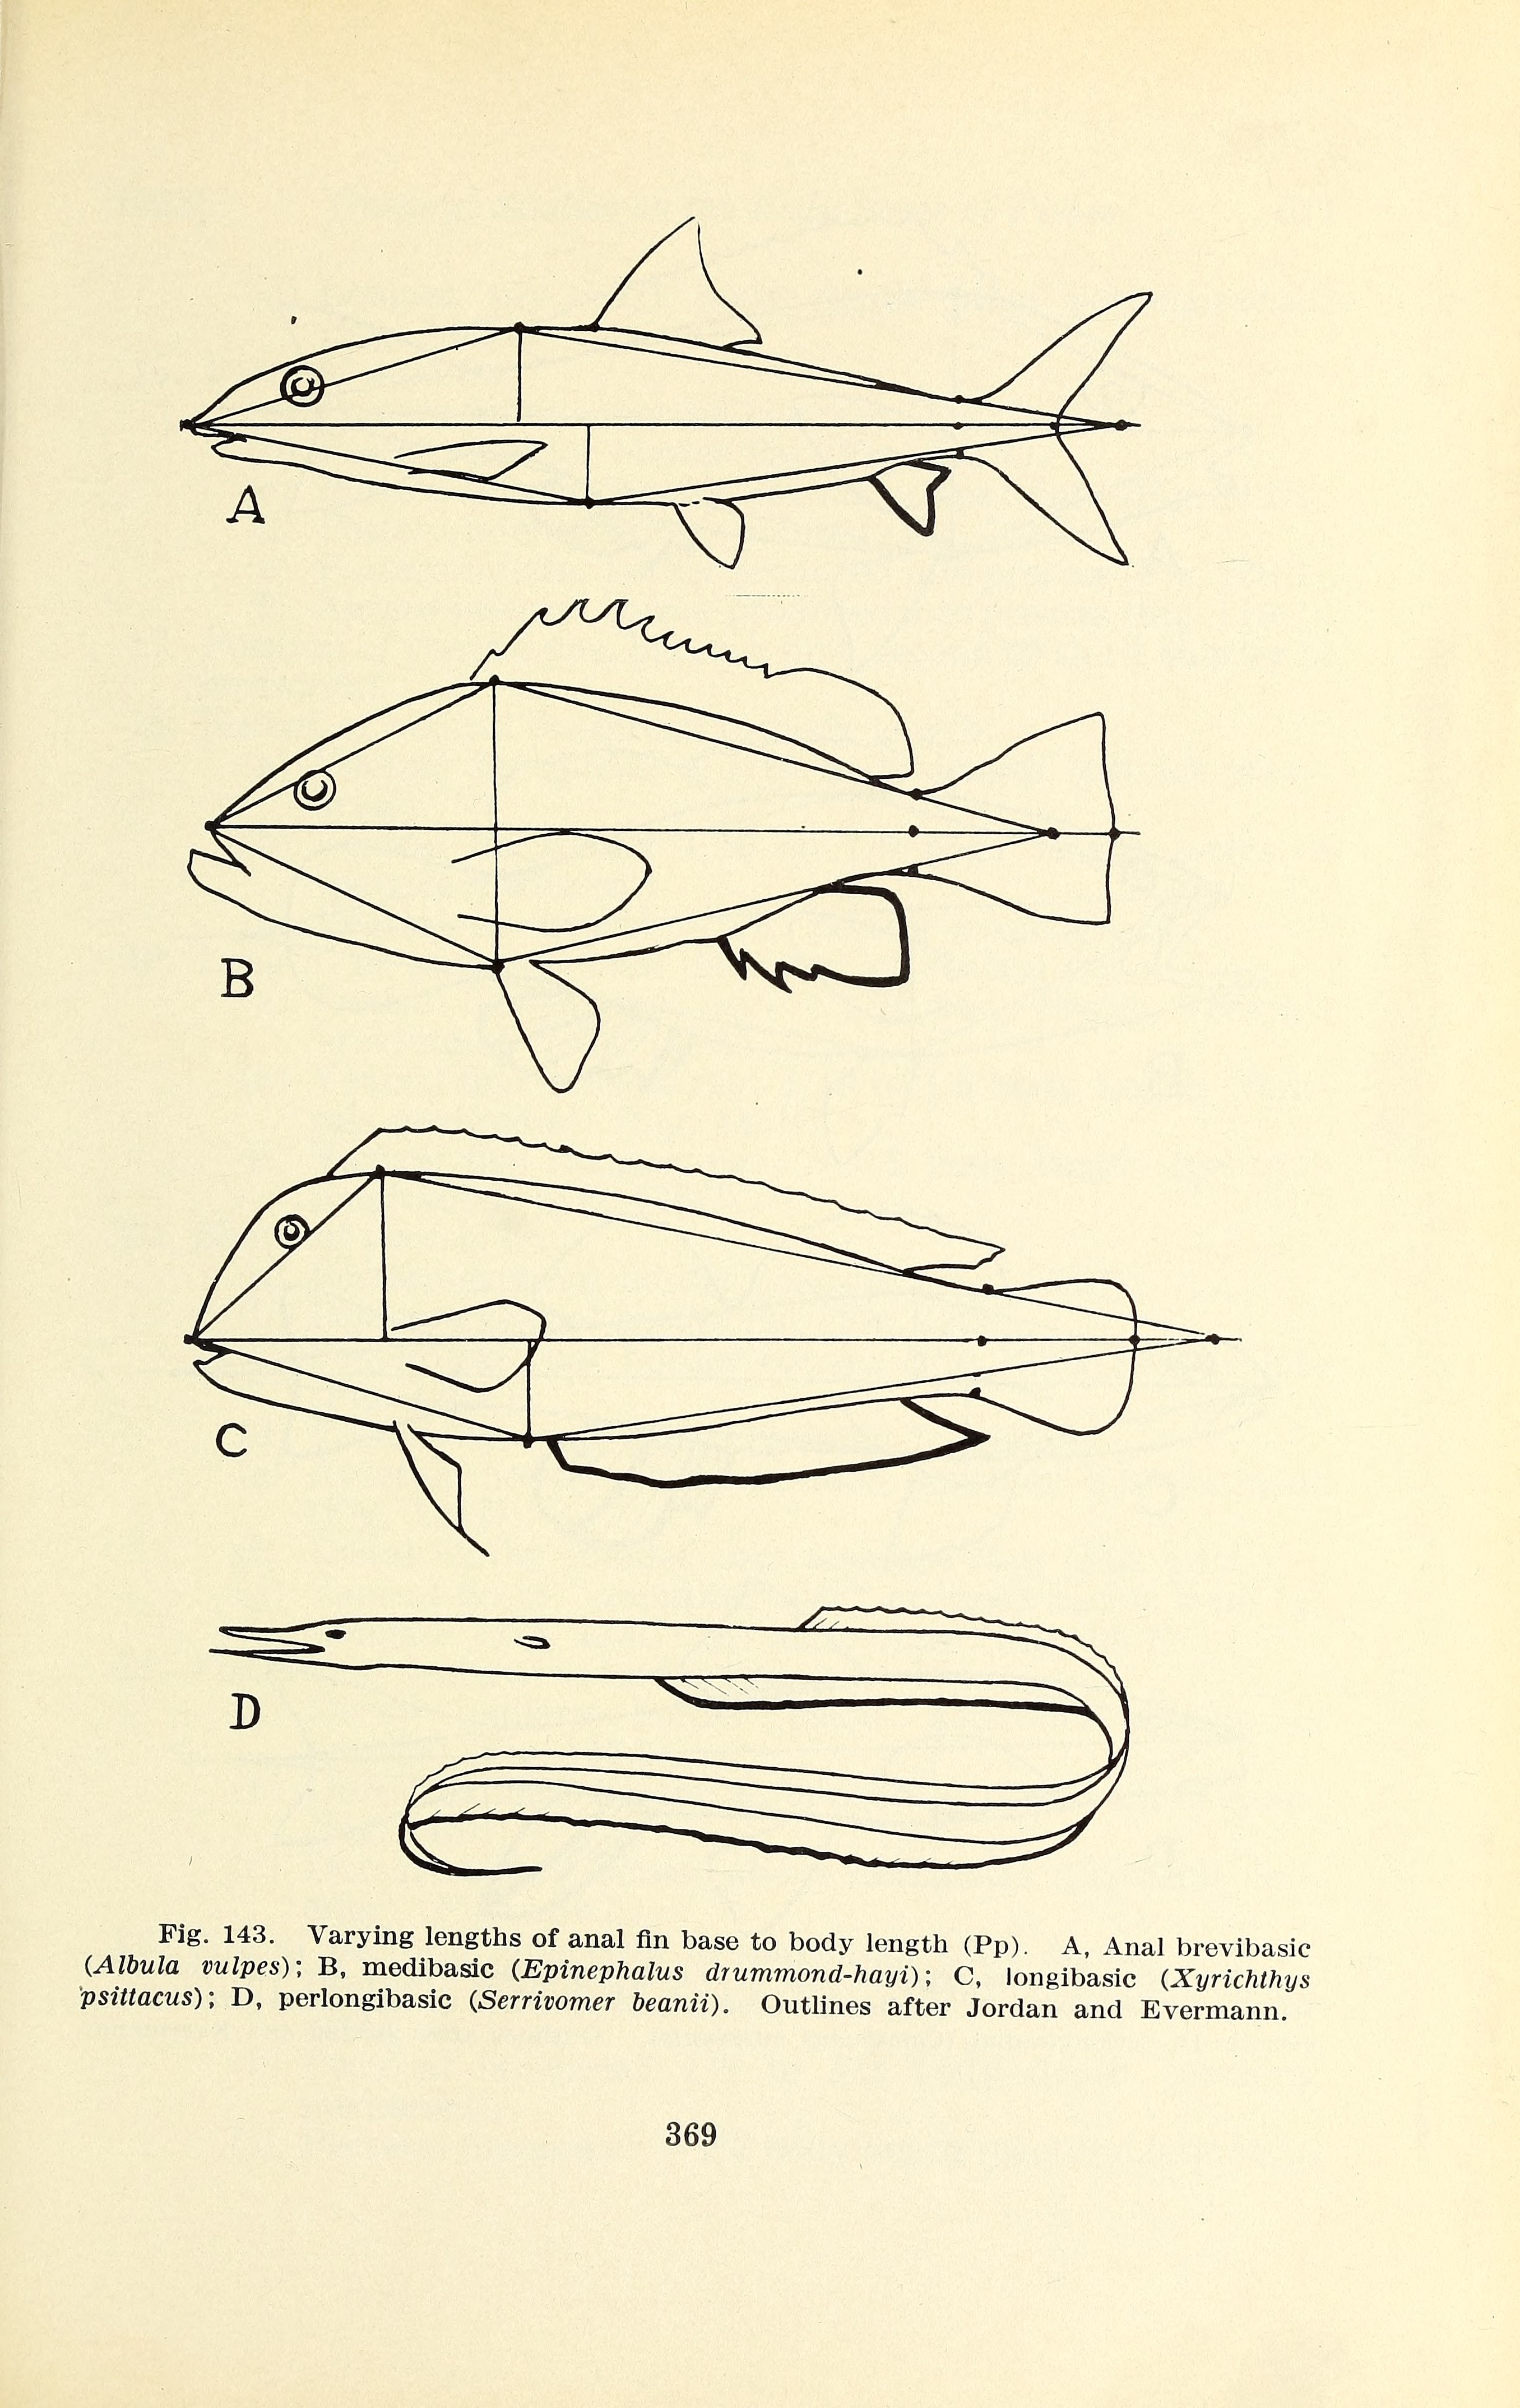 A
B
C
D
Fig. 143. Varying lengths of anal fin base to body length (Pp). A, Anal brevibasic
(Albula vulpes); B, medibasic (Epinephalus drummond-hayi); C, longibasic (Xyrichthys
psittacus); D, perlongibasic (Serrivomer beanii). Outlines after Jordan and Evermann.
369